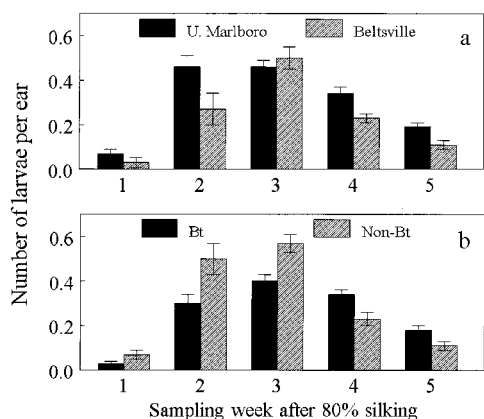 Number of larvae per ear
U. Marlboro Beltsville a
0.6
0.4
0.2
0.0
1 2 3 4 5
Bt Non-Bt b
0.6
0.4
0.2
0.0
1 2 3 4 5
Sampling week after 80% silking